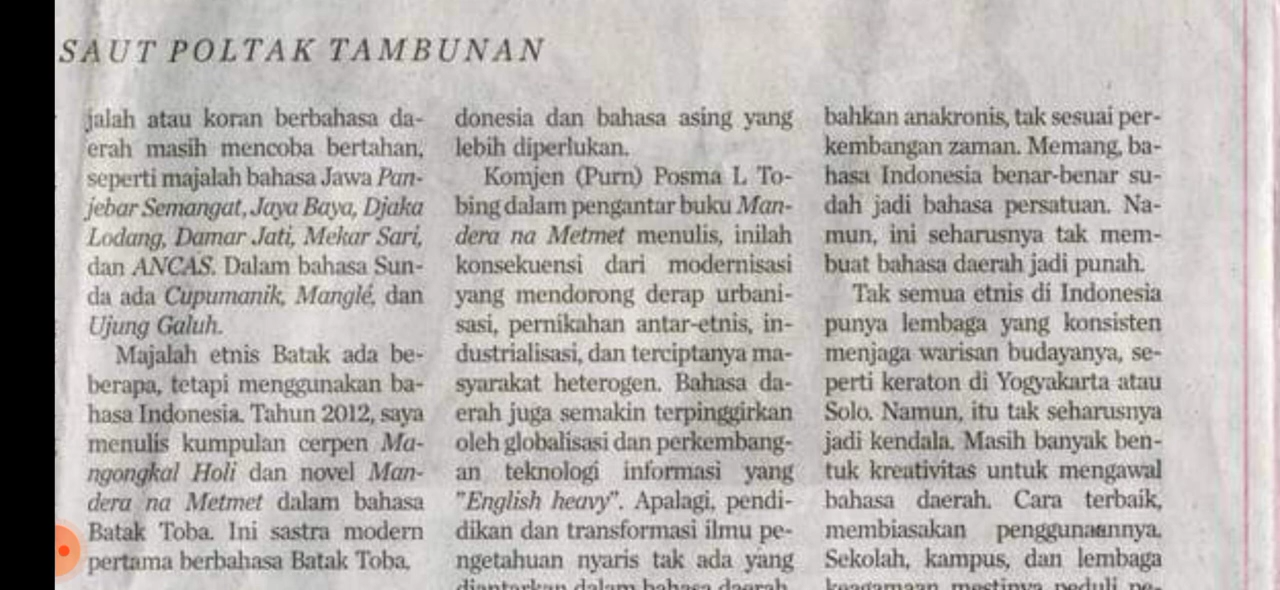 SAUT POLTAK TAMBUNAN
jalah atau koran berbahasa da-
erah masih mencoba bertahan,
seperti majalah bahasa Jawa Pan-
jebar Semangat, Jaya Baya, Djaka
Lodang, Damar Jati, Mekar Sari,
dan ANCAS. Dalam bahasa Sun-
da ada Cupumanik, Manglé, dan
Ujung Galuh.
Majalah etnis Batak ada be-
berapa, tetapi menggunakan ba-
hasa Indonesia. Tahun 2012, saya
menulis kumpulan cerpen Ma-
ngongkal Holi dan novel Man-
dera na Metmet dalam bahasa
Batak Toba. Ini sastra modern
pertama berbahasa Batak Toba.
donesia dan bahasa asing yang
lebih diperlukan.
Komjen (Purn) Posma L To-
bing dalam pengantar buku Man-
dera na Metmet menulis, inilah
konsekuensi dari modernisasi
yang mendorong derap urbani-
sasi, pernikahan antar-etnis, in-
dustrialisasi, dan terciptanya ma-
syarakat heterogen. Bahasa da-
erah juga semakin terpinggirkan
oleh globalisasi dan perkembang-
an teknologi informasi yang
"English heavy". Apalagi, pendi-
dikan dan transformasi ilmu pe-
ngetahuan nyaris tak ada yang
diantarkan dalam bahasa daerah,
bahkan anakronis, tak sesuai per-
kembangan zaman. Memang, ba-
hasa Indonesia benar-benar su-
dah jadi bahasa persatuan. Na-
mun, ini seharusnya tak mem-
buat bahasa daerah jadi punah.
Tak semua etnis di Indonesia
punya lembaga yang konsisten
menjaga warisan budayanya, se-
perti keraton di Yogyakarta atau
Solo. Namun, itu tak seharusnya
jadi kendala. Masih banyak ben-
tuk kreativitas untuk mengawal
bahasa daerah. Cara terbaik,
membiasakan penggunaannya.
Sekolah, kampus, dan lembaga
keagamaan mestinya peduli pe-